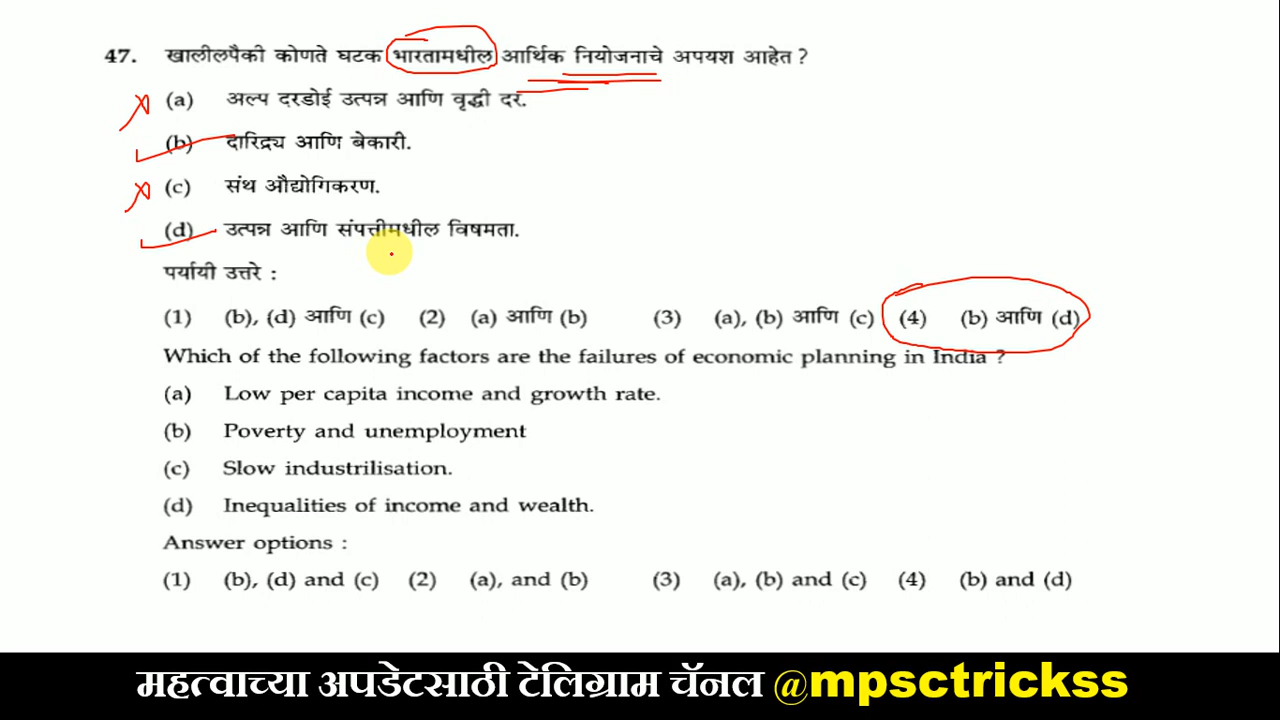 47. खालीलपैकी कोणते घटक भारतामधील आर्थिक नियोजनाचे अपयश आहेत ?
(a) अल्प दरडोई उत्पन्न आणि वृद्धी दर.
(b) दारिद्र्य आणि बेकारी.
(c) संथ औद्योगिकरण.
(d) उत्पन्न आणि संपत्तीमधील विषमता.
पर्यायी उत्तरे :
(1) (b), (d) आणि (c) (2) (a) आणि (b) (3) (a), (b) आणि (c) (4) (b) आणि (d)
Which of the following factors are the failures of economic planning in India ?
(a) Low per capita income and growth rate.
(b) Poverty and unemployment
(c) Slow industrilisation.
(d) Inequalities of income and wealth.
Answer options :
(1) (b), (d) and (c) (2) (a), and (b) (3) (a), (b) and (c) (4) (b) and (d)
महत्वाच्या अपडेटसाठी टेलिग्राम चॅनल @mpsctrickss